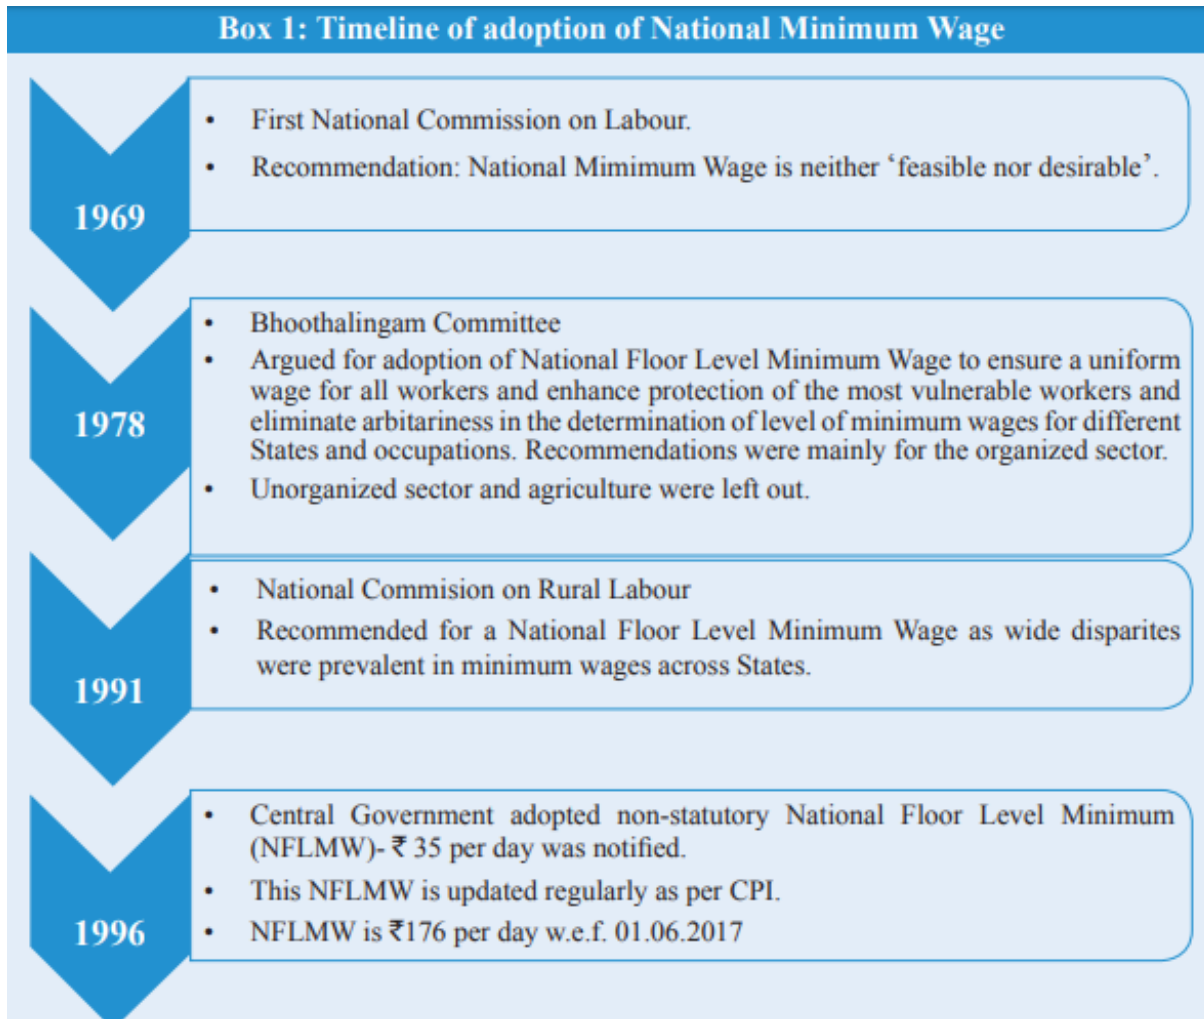 Box 1: Timeline of adoption of National Minimum Wage
1969
• First National Commission on Labour.
• Recommendation: National Mimimum Wage is neither ‘feasible nor desirable’.
1978
• Bhoothalingam Committee
• Argued for adoption of National Floor Level Minimum Wage to ensure a uniform
wage for all workers and enhance protection of the most vulnerable workers and
eliminate arbitariness in the determination of level of minimum wages for different
States and occupations. Recommendations were mainly for the organized sector.
• Unorganized sector and agriculture were left out.
1991
• National Commision on Rural Labour
• Recommended for a National Floor Level Minimum Wage as wide disparites
were prevalent in minimum wages across States.
1996
• Central Government adopted non-statutory National Floor Level Minimum
(NFLMW)- ₹ 35 per day was notified.
• This NFLMW is updated regularly as per CPI.
• NFLMW is ₹176 per day w.e.f. 01.06.2017